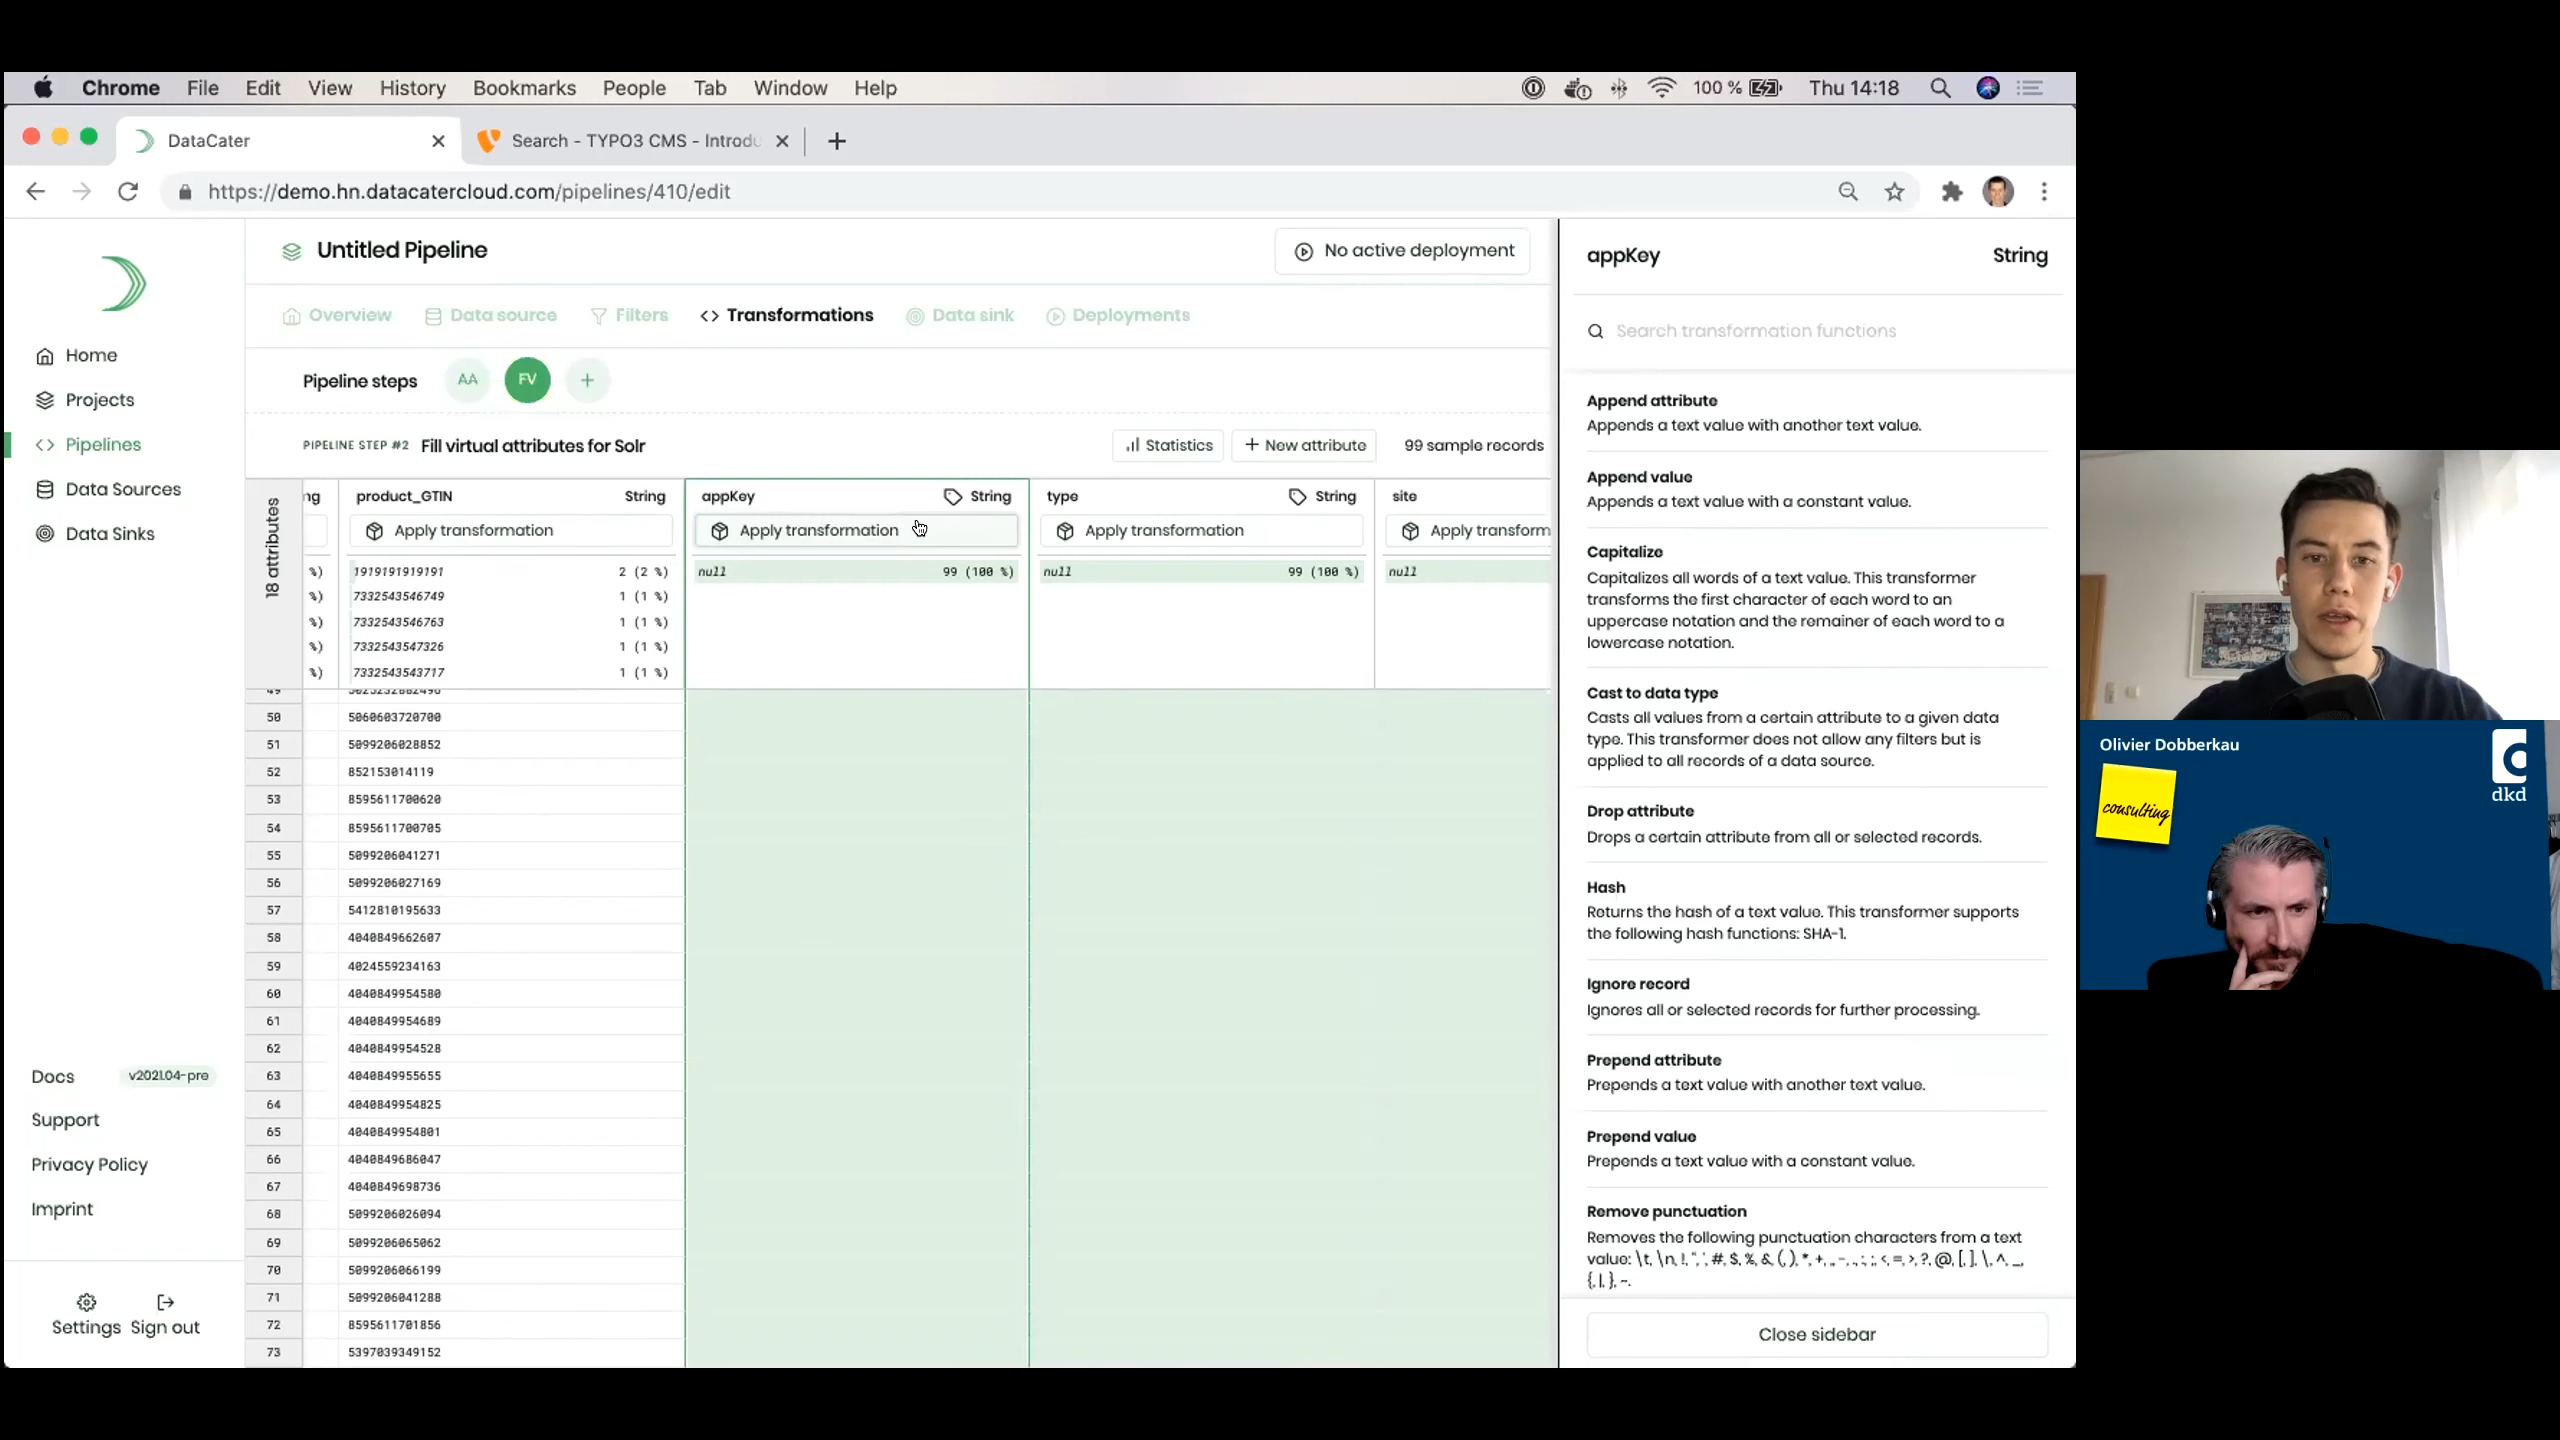 Chrome File Edit View History Bookmarks People Tab Window Help 100 % Thu 14:18
DataCater
Search - TYPO3 CMS - Introdu
https://demo.hn.datacatercloud.com/pipelines/410/edit
Home
Projects
Pipelines
Data Sources
Data Sinks
Docs v2021.04-pre
Support
Privacy Policy
Imprint
Settings Sign out
Untitled Pipeline
No active deployment
Overview Data source Filters <> Transformations Data sink Deployments
Pipeline steps AA FV +
PIPELINE STEP #2 Fill virtual attributes for Solr
Statistics + New attribute 99 sample records
18 attributes
ng product_GTIN String appKey String type String site
Apply transformation Apply transformation Apply transformation Apply transform
%) 1919191919191 2 (2 %) null 99 (100 %) null 99 (100 %) null
%) 7332543546749 1 (1 %)
%) 7332543546763 1 (1 %)
%) 7332543547326 1 (1 %)
%) 7332543543717 1 (1 %)
49
50 5060603720700
51 5099206028852
52 852153014119
53 8595611700620
54 8595611700705
55 5099206041271
56 5099206027169
57 5412810195633
58 4040849662607
59 4024559234163
60 4040849954580
61 4040849954689
62 4040849954528
63 4040849955655
64 4040849954825
65 4040849954801
66 4040849686047
67 4040849698736
68 5099206026094
69 5099206065062
70 5099206066199
71 5099206041288
72 8595611701856
73 5397039349152
appKey String
Search transformation functions
Append attribute
Appends a text value with another text value.
Append value
Appends a text value with a constant value.
Capitalize
Capitalizes all words of a text value. This transformer
transforms the first character of each word to an
uppercase notation and the remainer of each word to a
lowercase notation.
Cast to data type
Casts all values from a certain attribute to a given data
type. This transformer does not allow any filters but is
applied to all records of a data source.
Drop attribute
Drops a certain attribute from all or selected records.
Hash
Returns the hash of a text value. This transformer supports
the following hash functions: SHA-1.
Ignore record
Ignores all or selected records for further processing.
Prepend attribute
Prepends a text value with another text value.
Prepend value
Prepends a text value with a constant value.
Remove punctuation
Removes the following punctuation characters from a text
Close sidebar
Olivier Dobberkau
consulting
dkd